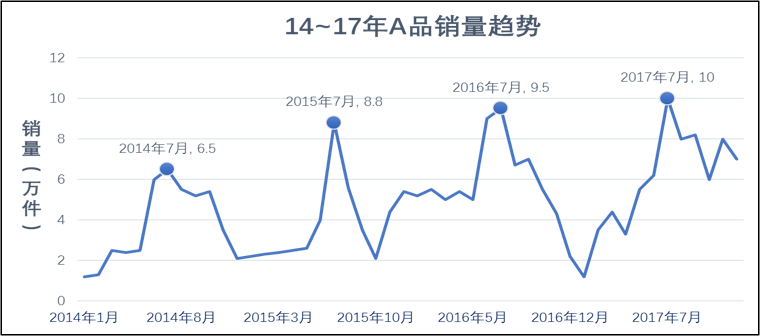 14~17年A品销量趋势
销量(万件)
12
10
8
6
4
2
0
2014年7月, 6.5
2015年7月, 8.8
2016年7月, 9.5
2017年7月, 10
2014年1月
2014年8月
2015年3月
2015年10月
2016年5月
2016年12月
2017年7月